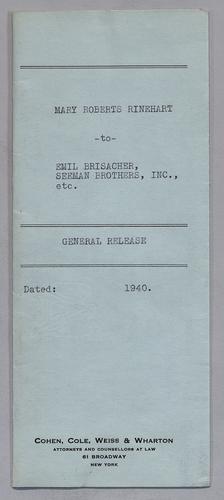 MARY ROBERTS RINEHART
-to-
EMIL BRISACHER,
SEEMAN BROTHERS, INC.,
etc.
GENERAL RELEASE
Dated: 1940.
COHEN, COLE, WEISS & WHARTON
ATTORNEYS AND COUNSELLORS AT LAW
61 BROADWAY
NEW YORK